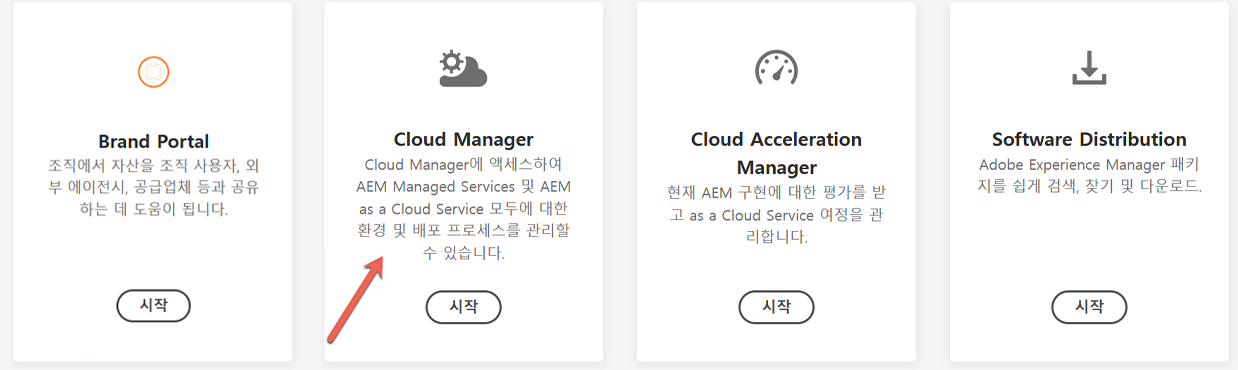 Brand Portal
조직에서 자산을 조직 사용자, 외
부 에이전시, 공급업체 등과 공유
하는 데 도움이 됩니다.
시작
Cloud Manager
Cloud Manager에 액세스하여
AEM Managed Services 및 AEM
as a Cloud Service 모두에 대한
환경 및 배포 프로세스를 관리할
수 있습니다.
시작
Cloud Acceleration
Manager
현재 AEM 구현에 대한 평가를 받
고 as a Cloud Service 여정을 관
리합니다.
시작
Software Distribution
Adobe Experience Manager 패키
지를 쉽게 검색, 찾기 및 다운로드.
시작